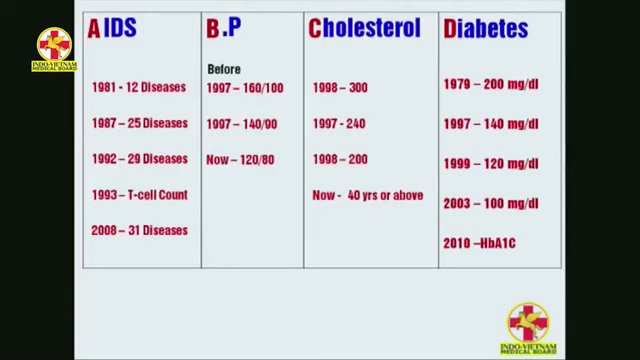 AIDS
1981 - 12 Diseases
1987 – 25 Diseases
1992 – 29 Diseases
1993 – T-cell Count
2008 – 31 Diseases
B.P
Before
1997 – 160/100
1997 – 140/90
Now – 120/80
Cholesterol
1998 – 300
1997 - 240
1998 – 200
Now - 40 yrs or above
Diabetes
1979 – 200 mg/dl
1997 – 140 mg/dl
1999 – 120 mg/dl
2003 – 100 mg/dl
2010 –HbA1C
INDO-VIETNAM
MEDICAL BOARD
INDO-VIETNAM
MEDICAL BOARD